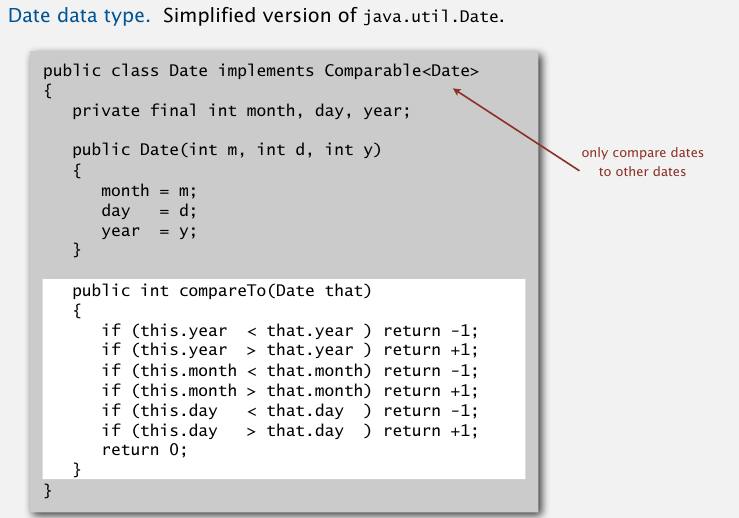 Date data type. Simplified version of java.util.Date.
public class Date implements Comparable<Date>
{
   private final int month, day, year;
only compare dates
to other dates
   public Date(int m, int d, int y)
   {
      month = m;
      day   = d;
      year  = y;
   }
   public int compareTo(Date that)
   {
      if (this.year  < that.year ) return -1;
      if (this.year  > that.year ) return +1;
      if (this.month < that.month) return -1;
      if (this.month > that.month) return +1;
      if (this.day   < that.day  ) return -1;
      if (this.day   > that.day  ) return +1;
      return 0;
   }
}